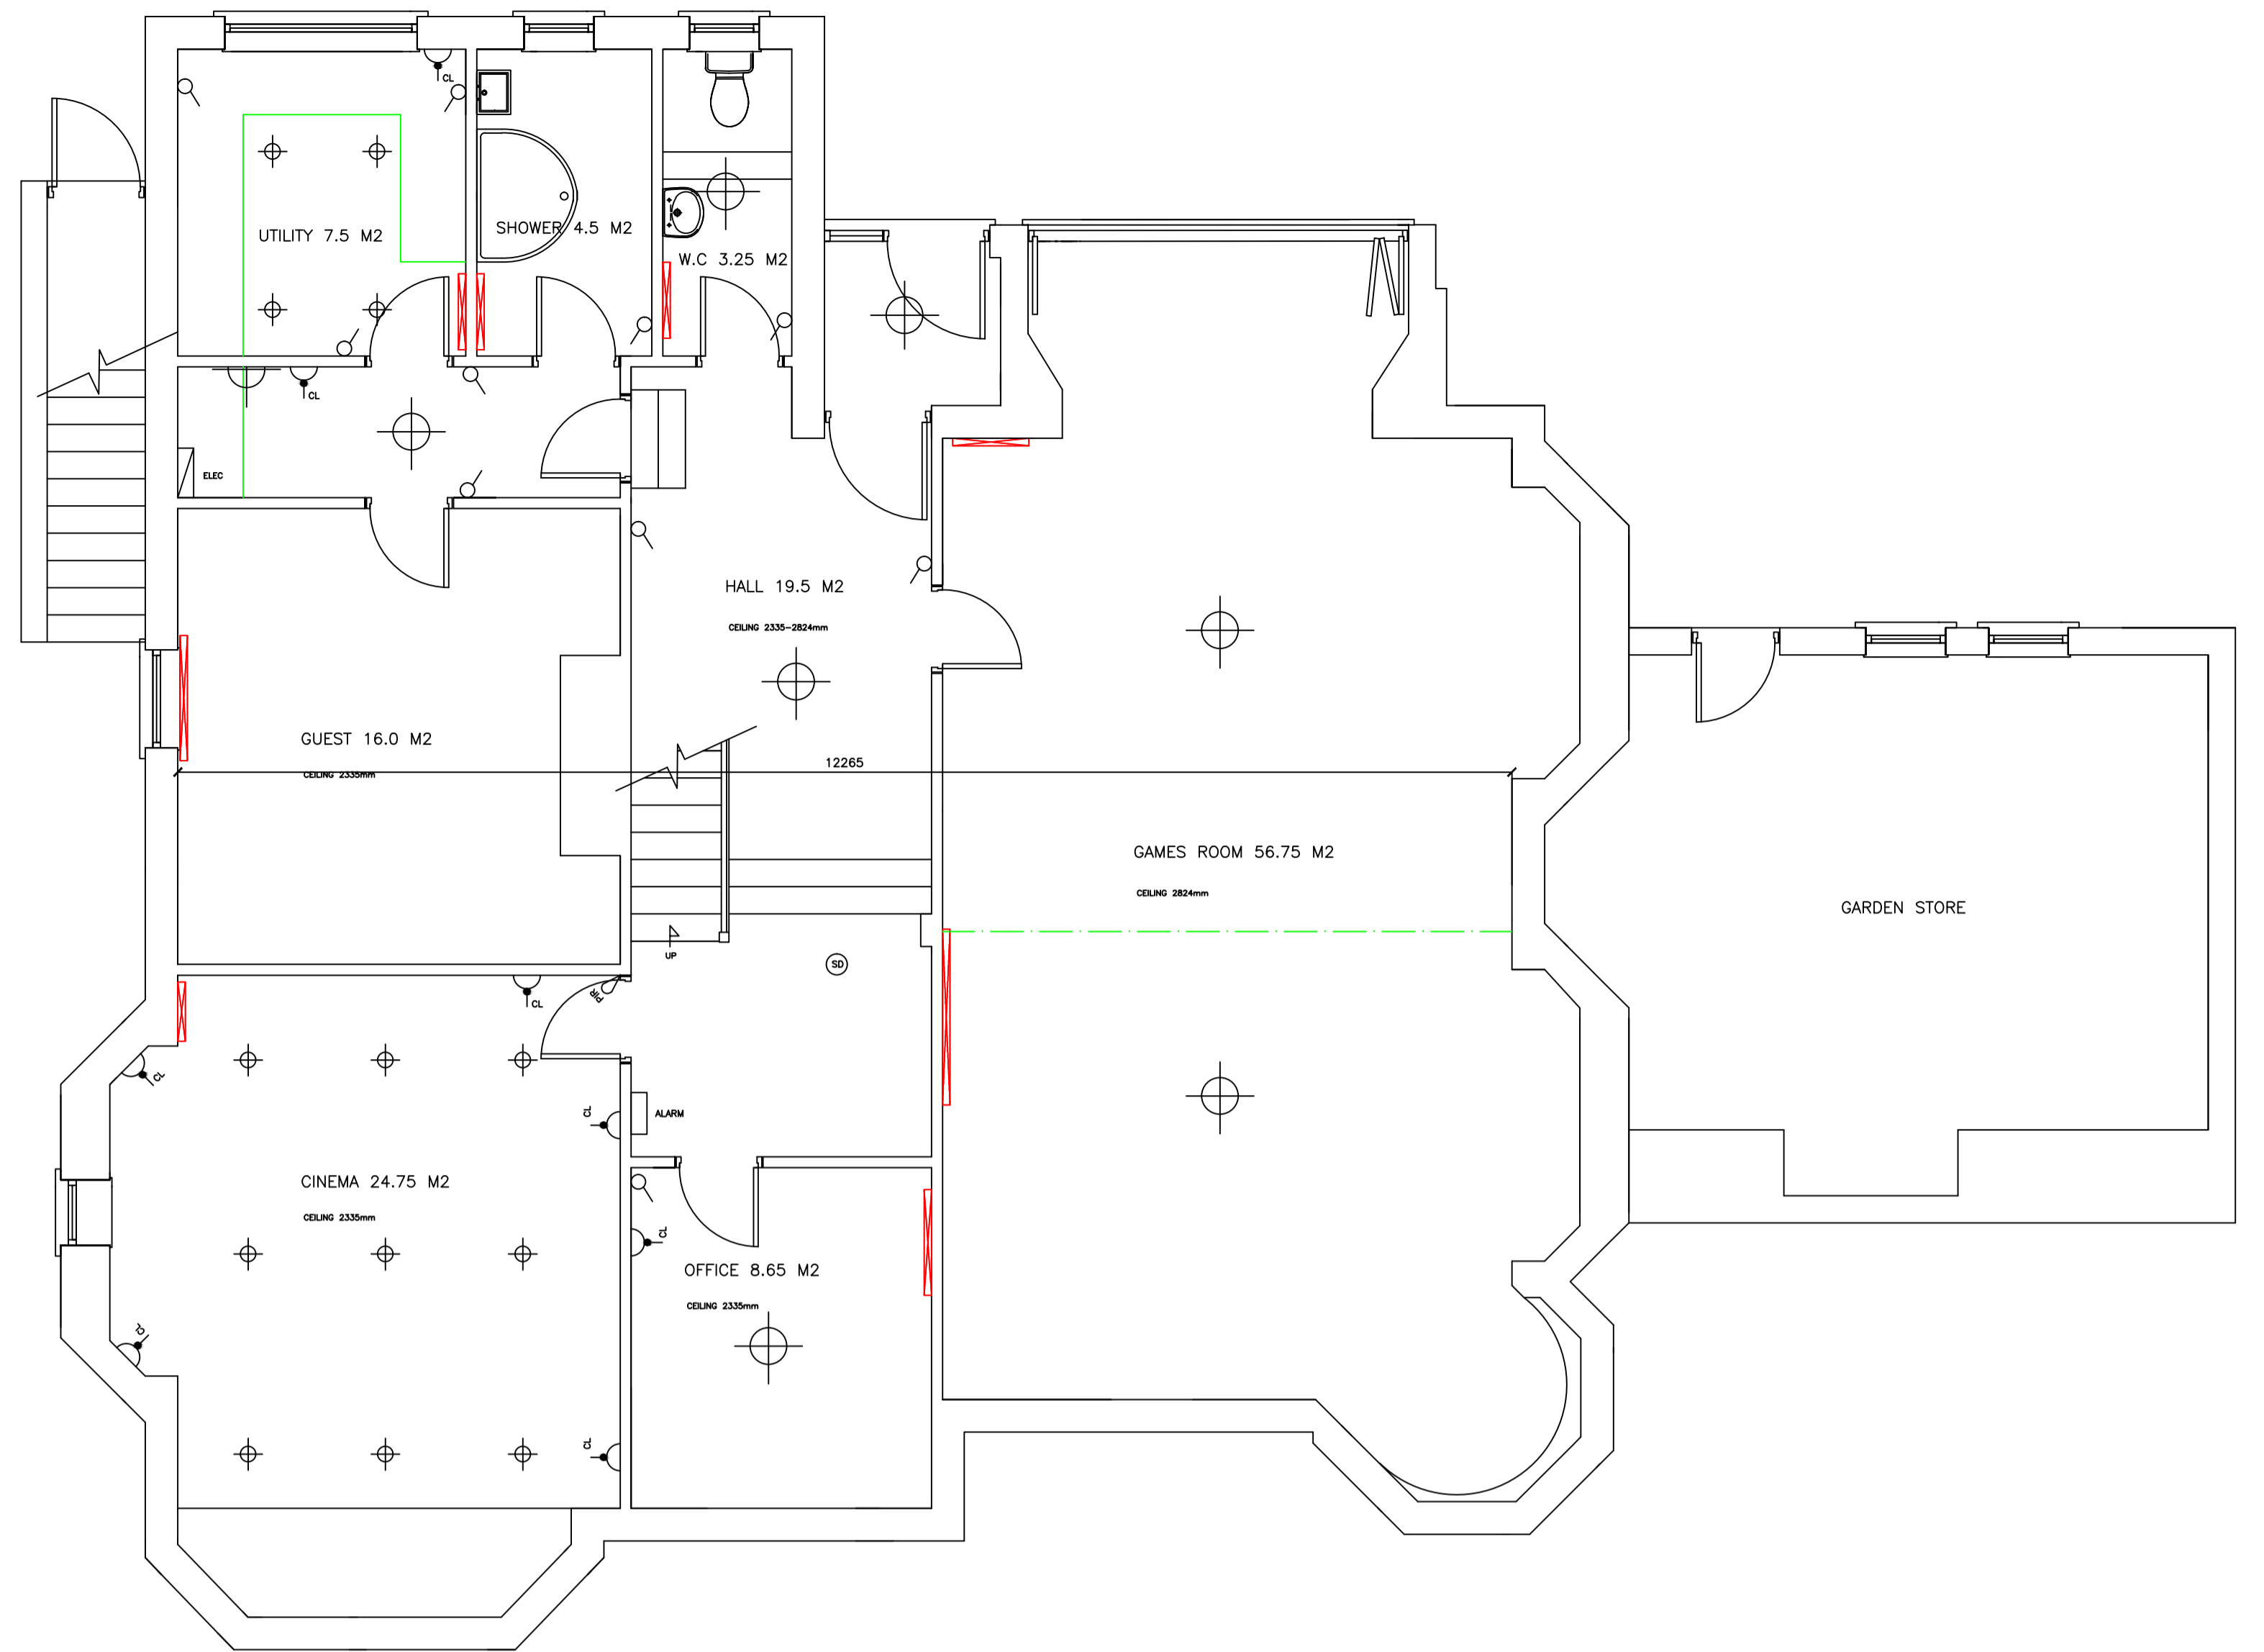 CL
UTILITY 7.5 M2
SHOWER 4.5 M2
W.C 3.25 M2
CL
ELEC
HALL 19.5 M2
CEILING 2335-2824mm
GUEST 16.0 M2
CEILING 2335mm
12265
GAMES ROOM 56.75 M2
CEILING 2824mm
GARDEN STORE
UP
SD
PIR
CL
CL
CL
ALARM
CINEMA 24.75 M2
CEILING 2335mm
CL
OFFICE 8.65 M2
CEILING 2335mm
CL
CL